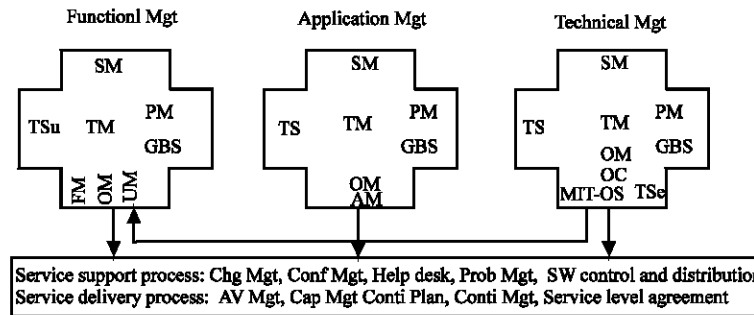 Functionl Mgt
Application Mgt
Technical Mgt
SM
SM
SM
TSu
TM
PM
GBS
TS
TM
PM
GBS
TS
TM
PM
GBS
FM
OM
UM
OM
AM
OM
OC
MIT-OS
TSe
Service support process: Chg Mgt, Conf Mgt, Help desk, Prob Mgt, SW control and distribution
Service delivery process: AV Mgt, Cap Mgt Conti Plan, Conti Mgt, Service level agreement